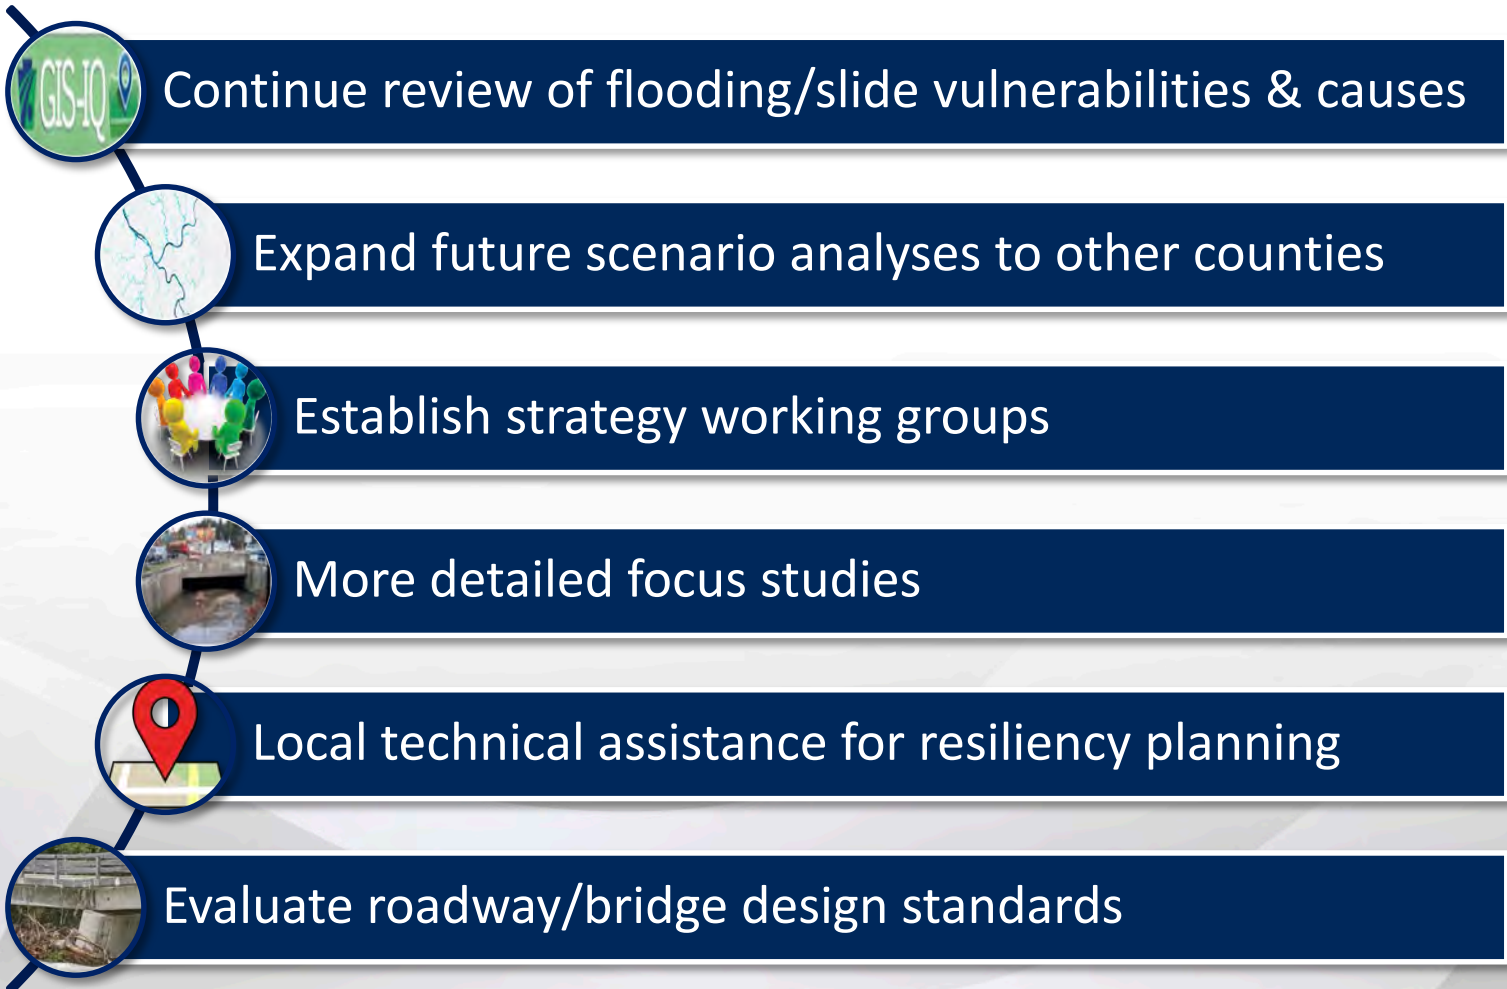 GIS-IQ
Continue review of flooding/slide vulnerabilities & causes
Expand future scenario analyses to other counties
Establish strategy working groups
More detailed focus studies
Local technical assistance for resiliency planning
Evaluate roadway/bridge design standards